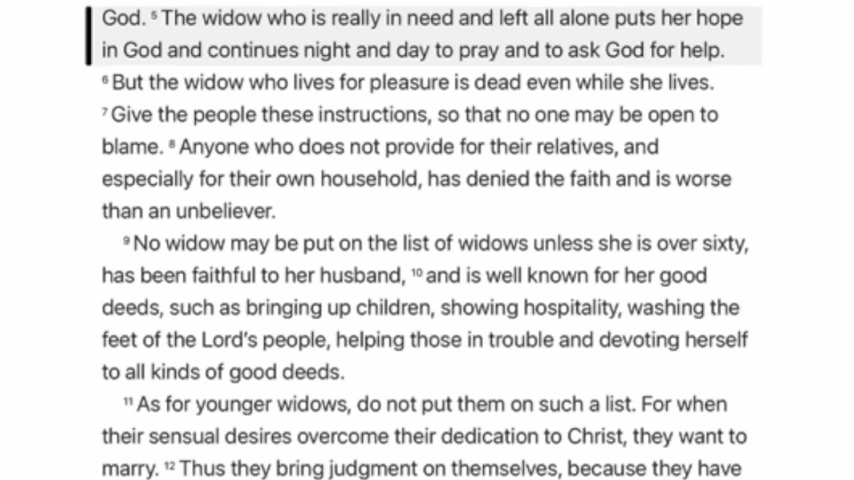 God. ⁵ The widow who is really in need and left all alone puts her hope
in God and continues night and day to pray and to ask God for help.
⁶ But the widow who lives for pleasure is dead even while she lives.
⁷ Give the people these instructions, so that no one may be open to
blame. ⁸ Anyone who does not provide for their relatives, and
especially for their own household, has denied the faith and is worse
than an unbeliever.
⁹ No widow may be put on the list of widows unless she is over sixty,
has been faithful to her husband, ¹⁰ and is well known for her good
deeds, such as bringing up children, showing hospitality, washing the
feet of the Lord's people, helping those in trouble and devoting herself
to all kinds of good deeds.
¹¹ As for younger widows, do not put them on such a list. For when
their sensual desires overcome their dedication to Christ, they want to
marry. ¹² Thus they bring judgment on themselves, because they have